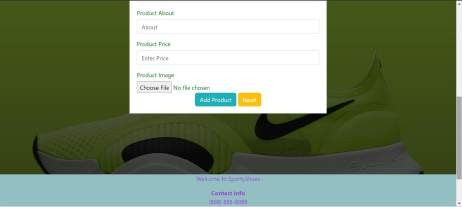 Product About
About
Product Price
Enter Price
Product Image
Choose File No file chosen
Add Product Reset
Welcome to SportyShoes
Contact Info